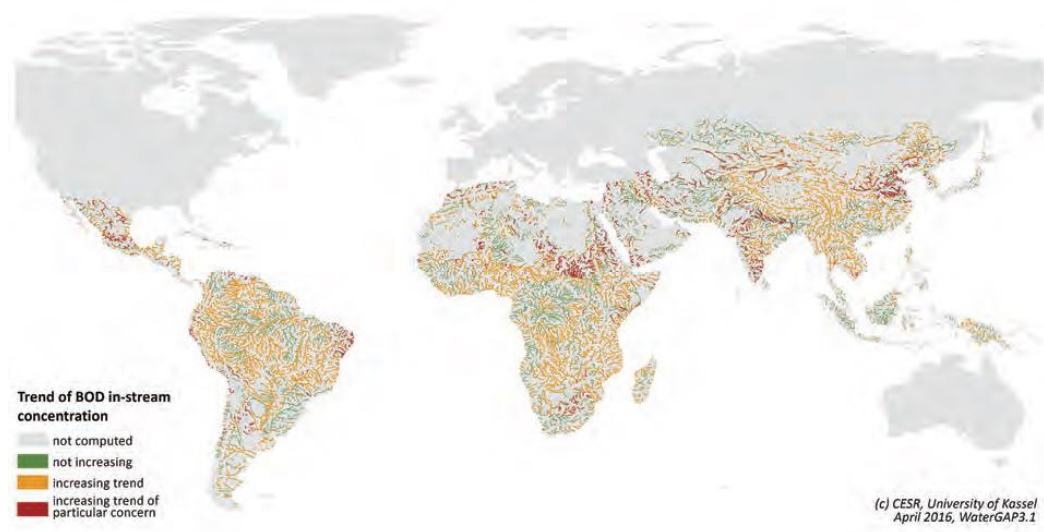 Trend of BOD in-stream
concentration
not computed
not increasing
increasing trend
increasing trend of
particular concern
(c) CESR, University of Kassel
April 2016, WaterGAP3.1